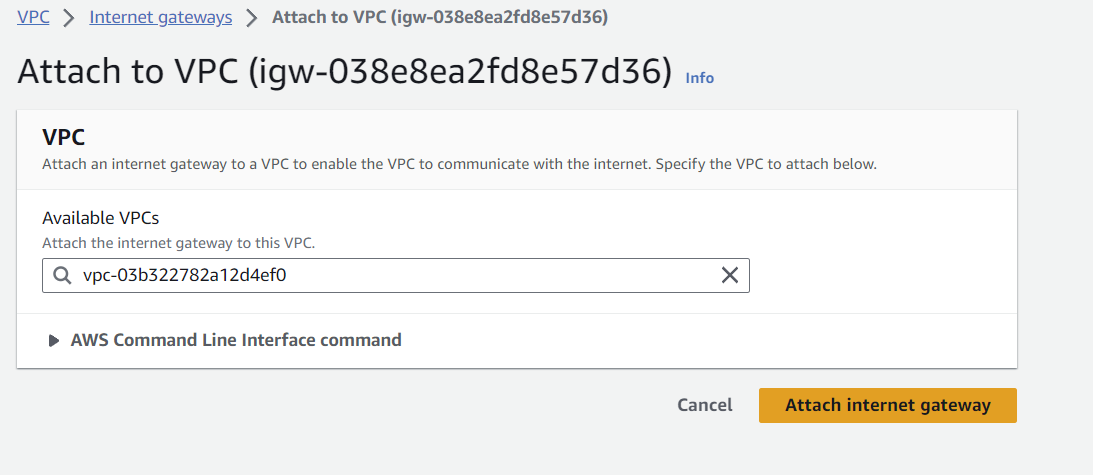 VPC > Internet gateways > Attach to VPC (igw-038e8ea2fd8e57d36)
Attach to VPC (igw-038e8ea2fd8e57d36) Info
VPC
Attach an internet gateway to a VPC to enable the VPC to communicate with the internet. Specify the VPC to attach below.
Available VPCs
Attach the internet gateway to this VPC.
vpc-03b322782a12d4ef0
AWS Command Line Interface command
Cancel Attach internet gateway